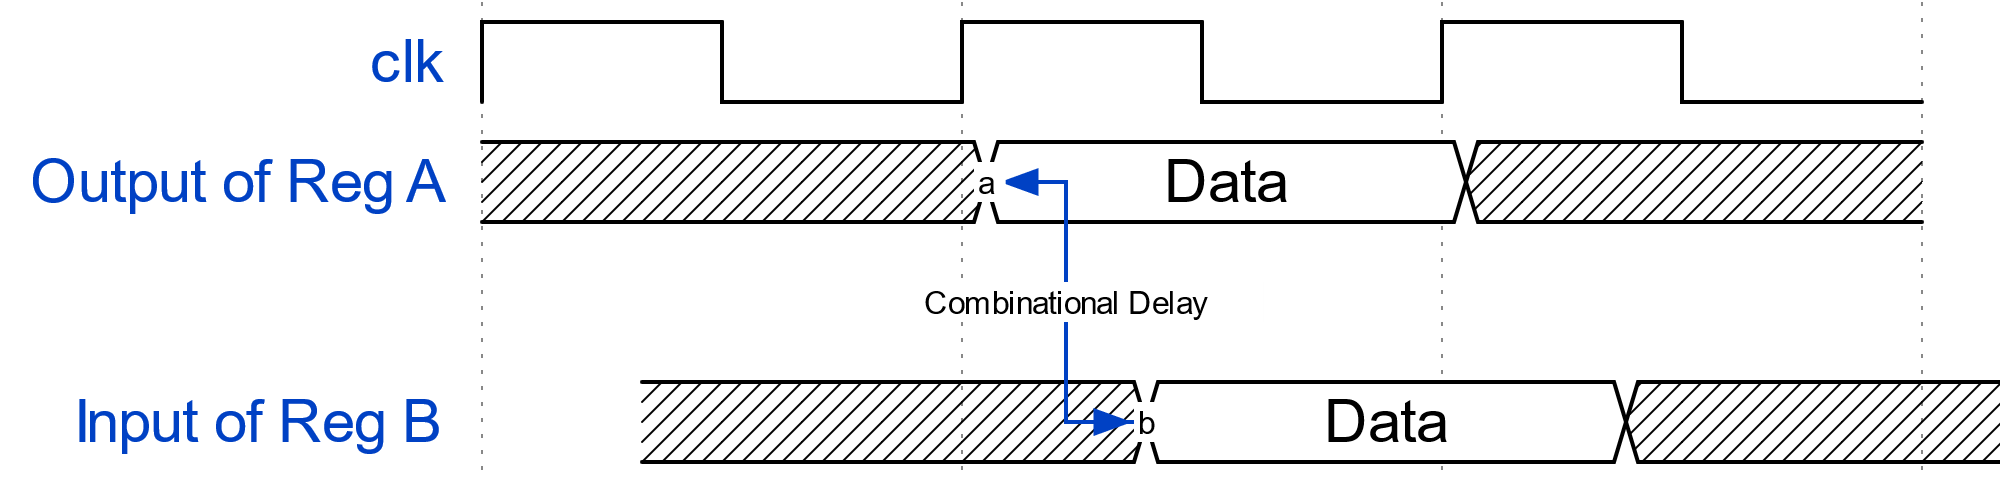 clk
Output of Reg A
a
Data
Combinational Delay
Input of Reg B
b
Data